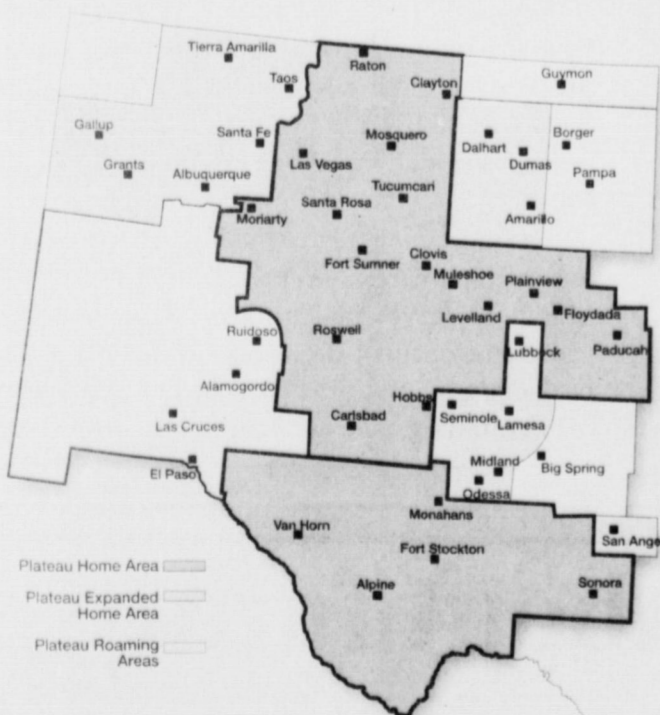 Tierra Amarilla
Raton
Taos
Clayton
Guymon
Gallup
Santa Fe
Mosquero
Dalhart
Borger
Las Vegas
Dumas
Grants
Albuquerque
Tucumcari
Pampa
Moriarty
Santa Rosa
Amarillo
Fort Sumner
Clovis
Muleshoe
Plainview
Levelland
Floydada
Ruidoso
Roswell
Lubbock
Paducah
Alamogordo
Hobbs
Las Cruces
Carlsbad
Seminole
Lamesa
El Paso
Midland
Big Spring
Odessa
Monahans
Van Horn
San Ange
Fort Stockton
Plateau Home Area
Alpine
Sonora
Plateau Expanded
Home Area
Plateau Roaming
Areas